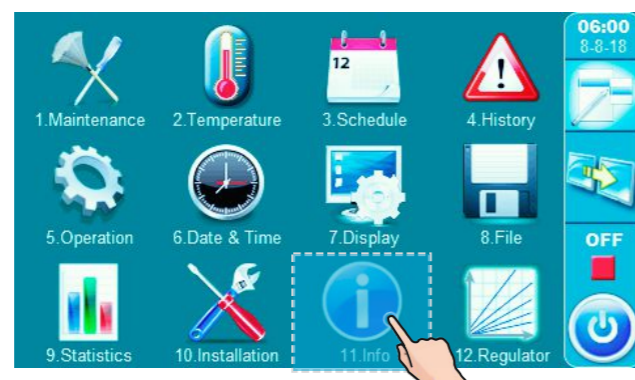 06:00
8-8-18
12
1.Maintenance
2.Temperature
3.Schedule
4.History
5.Operation
6.Date & Time
7.Display
8.File
OFF
i
9.Statistics
10.Installation
11.Info
12.Regulator